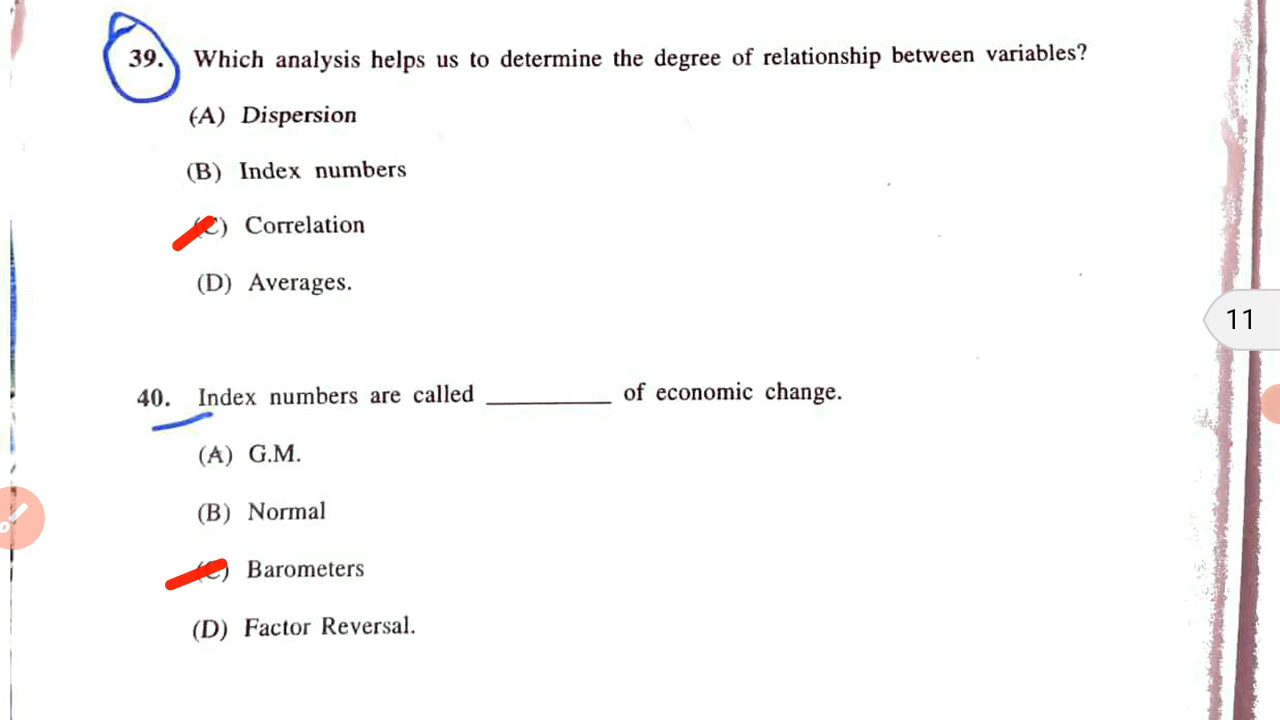 39. Which analysis helps us to determine the degree of relationship between variables?
(A) Dispersion
(B) Index numbers
(C) Correlation
(D) Averages.
11
40. Index numbers are called __________ of economic change.
(A) G.M.
(B) Normal
(C) Barometers
(D) Factor Reversal.